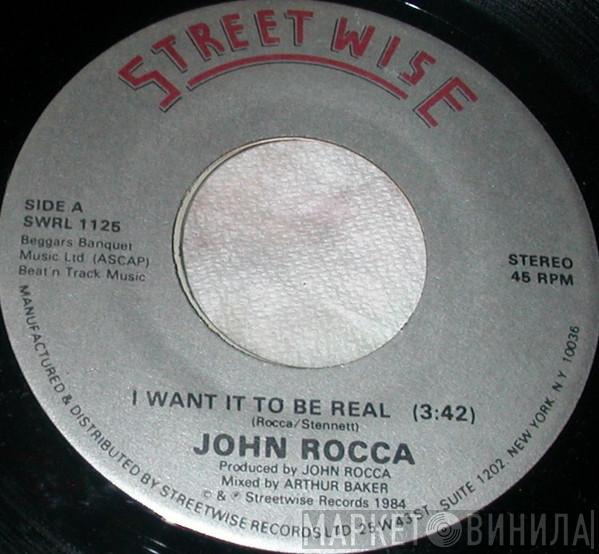 STREETWISE
SIDE A
SWRL 1125
Beggars Banquet
Music Ltd. (ASCAP)
Beat'n Track Music
STEREO
45 RPM
I WANT IT TO BE REAL (3:42)
(Rocca/Stennett)
JOHN ROCCA
Produced by JOHN ROCCA
Mixed by ARTHUR BAKER
© & ℗ Streetwise Records 1984
MANUFACTURED & DISTRIBUTED BY STREETWISE RECORDS LTD. 25 W 43 ST., SUITE 1202, NEW YORK, N.Y. 10036
МАРКЕТ ВИНИЛА